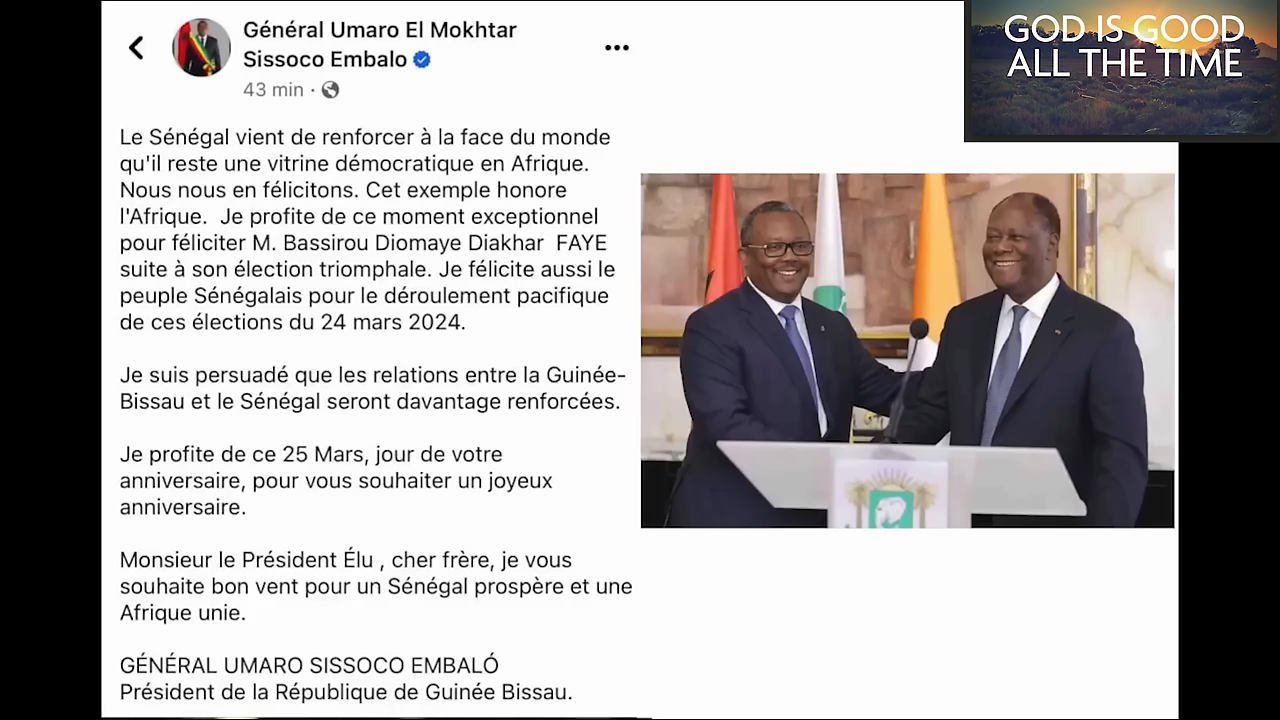 Général Umaro El Mokhtar
Sissoco Embalo
43 min ·
Le Sénégal vient de renforcer à la face du monde
qu'il reste une vitrine démocratique en Afrique.
Nous nous en félicitons. Cet exemple honore
l'Afrique.  Je profite de ce moment exceptionnel
pour féliciter M. Bassirou Diomaye Diakhar  FAYE
suite à son élection triomphale. Je félicite aussi le
peuple Sénégalais pour le déroulement pacifique
de ces élections du 24 mars 2024.
Je suis persuadé que les relations entre la Guinée-
Bissau et le Sénégal seront davantage renforcées.
Je profite de ce 25 Mars, jour de votre
anniversaire, pour vous souhaiter un joyeux
anniversaire.
Monsieur le Président Élu , cher frère, je vous
souhaite bon vent pour un Sénégal prospère et une
Afrique unie.
GÉNÉRAL UMARO SISSOCO EMBALÓ
Président de la République de Guinée Bissau.
GOD IS GOOD
ALL THE TIME